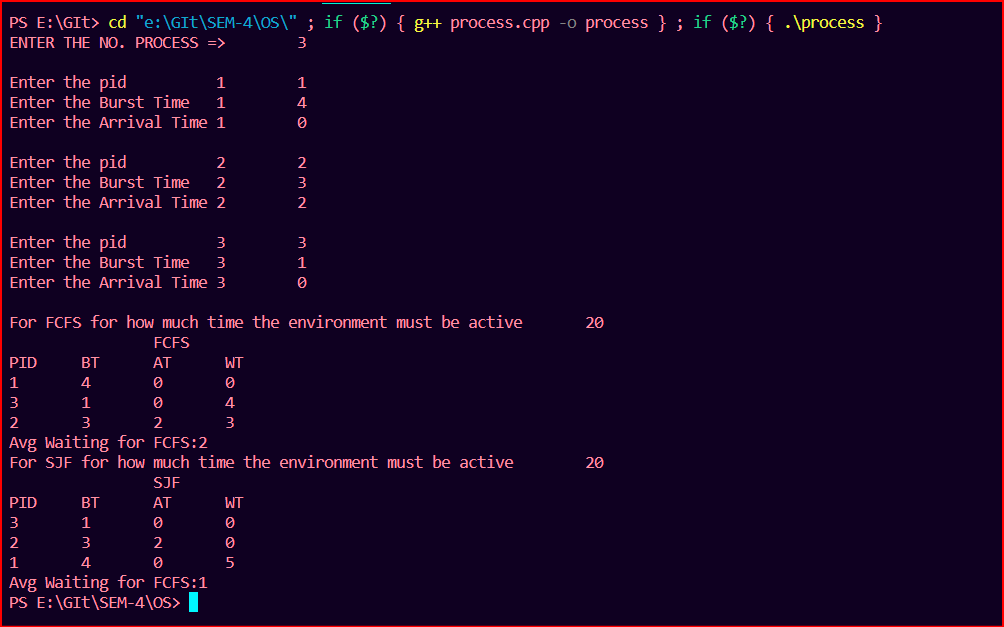 PS E:\GIt> cd "e:\GIt\SEM-4\OS\" ; if ($?) { g++ process.cpp -o process } ; if ($?) { .\process }
ENTER THE NO. PROCESS => 3
Enter the pid 1 1
Enter the Burst Time 1 4
Enter the Arrival Time 1 0
Enter the pid 2 2
Enter the Burst Time 2 3
Enter the Arrival Time 2 2
Enter the pid 3 3
Enter the Burst Time 3 1
Enter the Arrival Time 3 0
For FCFS for how much time the environment must be active 20
FCFS
PID BT AT WT
1 4 0 0
3 1 0 4
2 3 2 3
Avg Waiting for FCFS:2
For SJF for how much time the environment must be active 20
SJF
PID BT AT WT
3 1 0 0
2 3 2 0
1 4 0 5
Avg Waiting for FCFS:1
PS E:\GIt\SEM-4\OS>